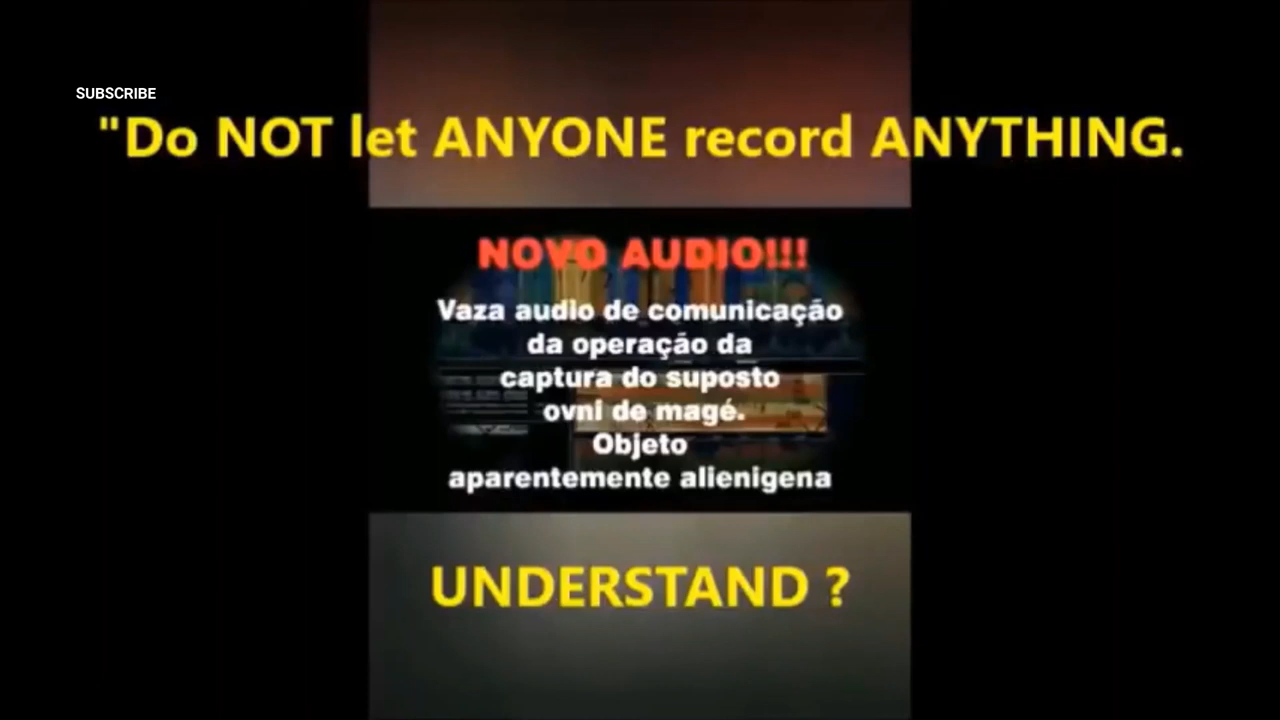 SUBSCRIBE
"Do NOT let ANYONE record ANYTHING.
NOVO AUDIO!!!
Vaza audio de comunicação
da operação da
captura do suposto
ovni de magé.
Objeto
aparentemente alienigena
UNDERSTAND ?